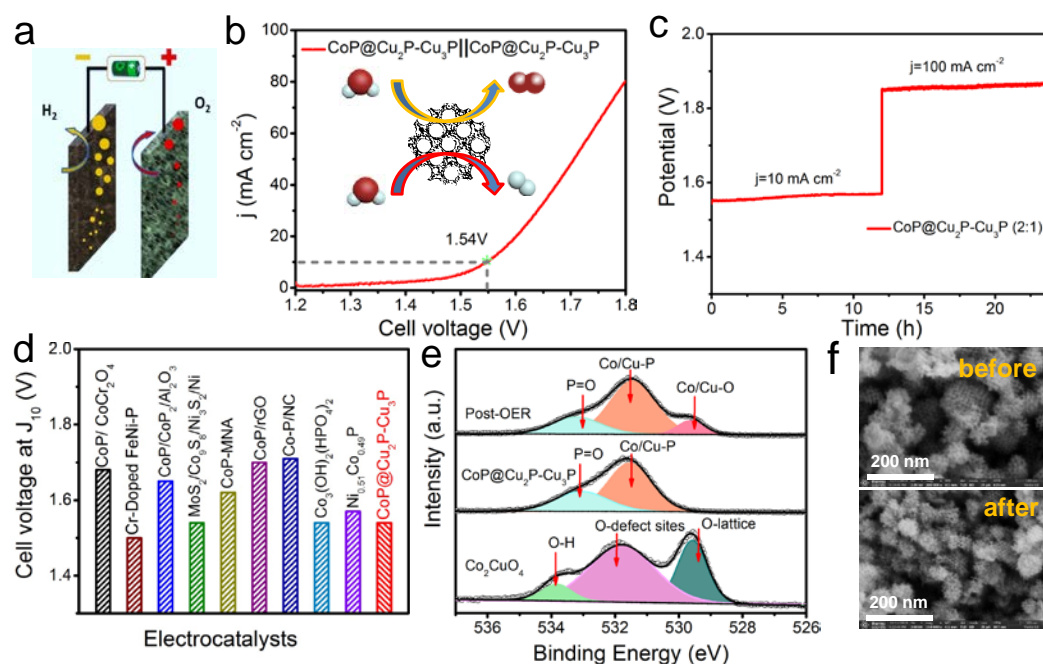 a
− +
H₂
O₂
b
CoP@Cu₂P-Cu₃P||CoP@Cu₂P-Cu₃P
1.54V
j (mA cm⁻²)
0
20
40
60
80
100
1.2 1.3 1.4 1.5 1.6 1.7 1.8
Cell voltage (V)
c
j=100 mA cm⁻²
j=10 mA cm⁻²
CoP@Cu₂P-Cu₃P (2:1)
Potential (V)
2.0
1.8
1.6
1.4
0 10 20
Time (h)
d
Cell voltage at J₁₀ (V)
2.0
1.8
1.6
1.4
CoP/ CoCr₂O₄
Cr-Doped FeNi-P
CoP/CoP₂/Al₂O₃
MoS₂/Co₉S₈/Ni₃S₂/Ni
CoP-MNA
CoP/rGO
Co-P/NC
Co₃(OH)₂(HPO₄)₂
Ni₀.₅₁Co₀.₄₉P
CoP@Cu₂P-Cu₃P
Electrocatalysts
e
Intensity (a.u.)
Co/Cu-P
P=O
Co/Cu-O
Post-OER
Co/Cu-P
P=O
CoP@Cu₂P-Cu₃P
O-defect sites
O-lattice
O-H
Co₂CuO₄
536 534 532 530 528 526
Binding Energy (eV)
f
before
200 nm
after
200 nm